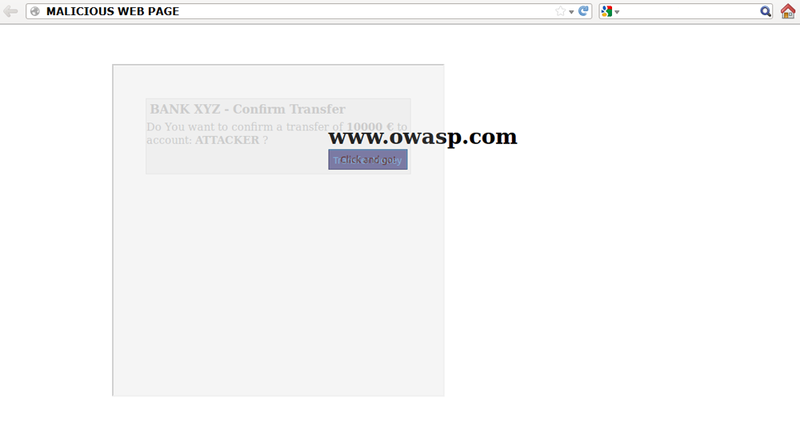 MALICIOUS WEB PAGE
BANK XYZ - Confirm Transfer
Do You want to confirm a transfer of 10000 € to
account: ATTACKER ?
www.owasp.com
Click and go!